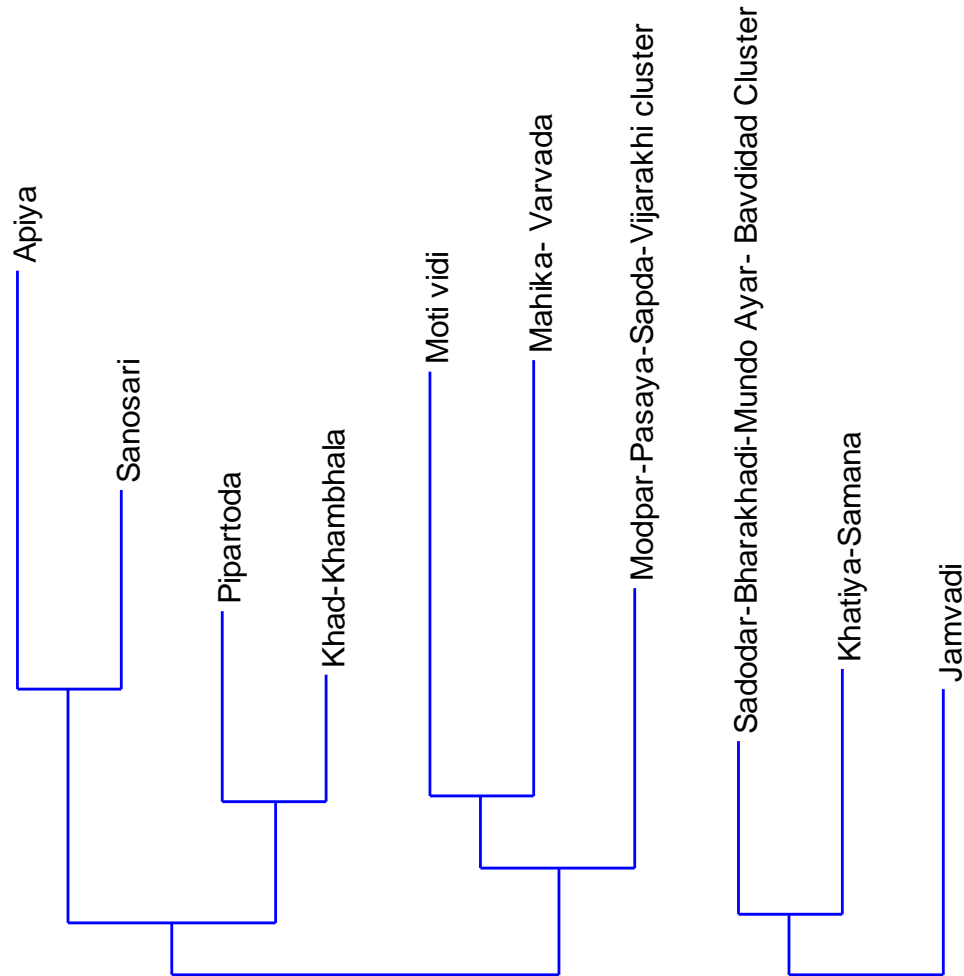 Apiya
Sanosari
Pipartoda
Khad-Khambhala
Moti vidi
Mahika- Varvada
Modpar-Pasaya-Sapda-Vijarakhi cluster
Sadodar-Bharakhadi-Mundo Ayar- Bavdidad Cluster
Khatiya-Samana
Jamvadi